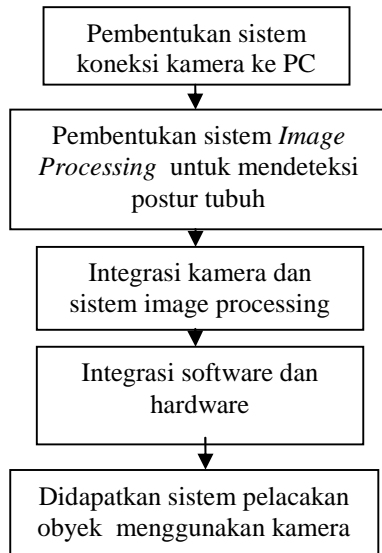 Pembentukan sistem
koneksi kamera ke PC
Pembentukan sistem Image
Processing untuk mendeteksi
postur tubuh
Integrasi kamera dan
sistem image processing
Integrasi software dan
hardware
Didapatkan sistem pelacakan
obyek menggunakan kamera